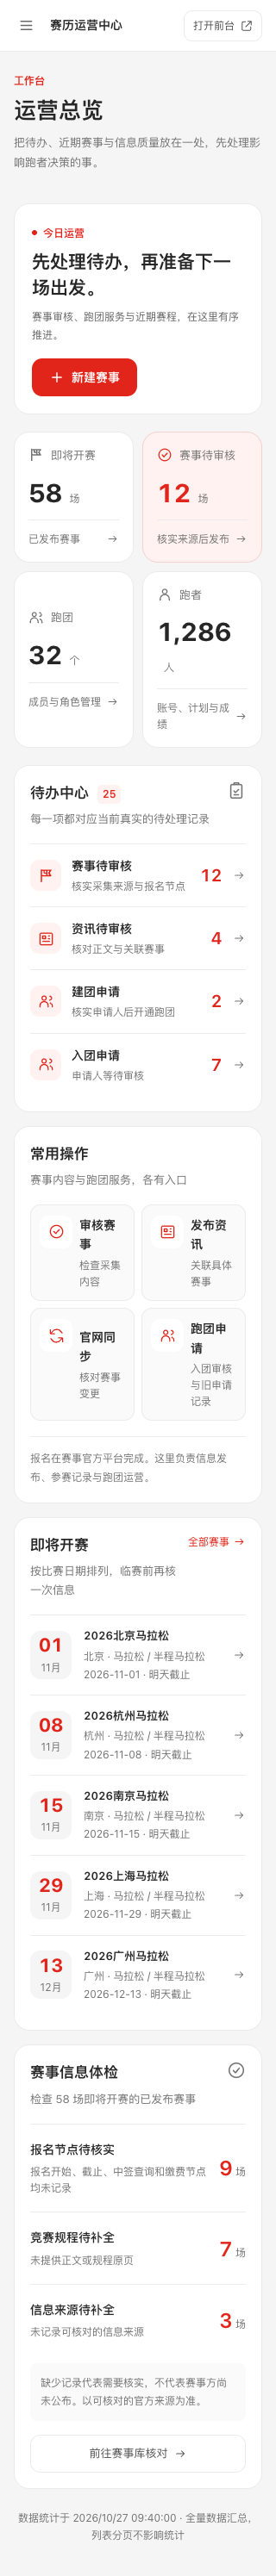 赛历运营中心
打开前台
工作台
运营总览
把待办、近期赛事与信息质量放在一处，先处理影
响跑者决策的事。
今日运营
先处理待办，再准备下一
场出发。
赛事审核、跑团服务与近期赛程，在这里有序
推进。
新建赛事
即将开赛
58 场
已发布赛事
赛事待审核
12 场
核实来源后发布
跑团
32 个
成员与角色管理
跑者
1,286
人
账号、计划与成
绩
待办中心 25
每一项都对应当前真实的待处理记录
赛事待审核
核实采集来源与报名节点
12
资讯待审核
核对正文与关联赛事
4
建团申请
核实申请人后开通跑团
2
入团申请
申请人等待审核
7
常用操作
赛事内容与跑团服务，各有入口
审核赛
事
检查采集
内容
发布资
讯
关联具体
赛事
官网同
步
核对赛事
变更
跑团申
请
入团审核
与旧申请
记录
报名在赛事官方平台完成。这里负责信息发
布、参赛记录与跑团运营。
即将开赛
全部赛事
按比赛日期排列，临赛前再核
一次信息
01
11月
2026北京马拉松
北京 · 马拉松 / 半程马拉松
2026-11-01 · 明天截止
08
11月
2026杭州马拉松
杭州 · 马拉松 / 半程马拉松
2026-11-08 · 明天截止
15
11月
2026南京马拉松
南京 · 马拉松 / 半程马拉松
2026-11-15 · 明天截止
29
11月
2026上海马拉松
上海 · 马拉松 / 半程马拉松
2026-11-29 · 明天截止
13
12月
2026广州马拉松
广州 · 马拉松 / 半程马拉松
2026-12-13 · 明天截止
赛事信息体检
检查 58 场即将开赛的已发布赛事
报名节点待核实
报名开始、截止、中签查询和缴费节点
均未记录
9 场
竞赛规程待补全
未提供正文或规程原页
7 场
信息来源待补全
未记录可核对的信息来源
3 场
缺少记录代表需要核实，不代表赛事方尚
未公布。以可核对的官方来源为准。
前往赛事库核对
数据统计于 2026/10/27 09:40:00 · 全量数据汇总，
列表分页不影响统计